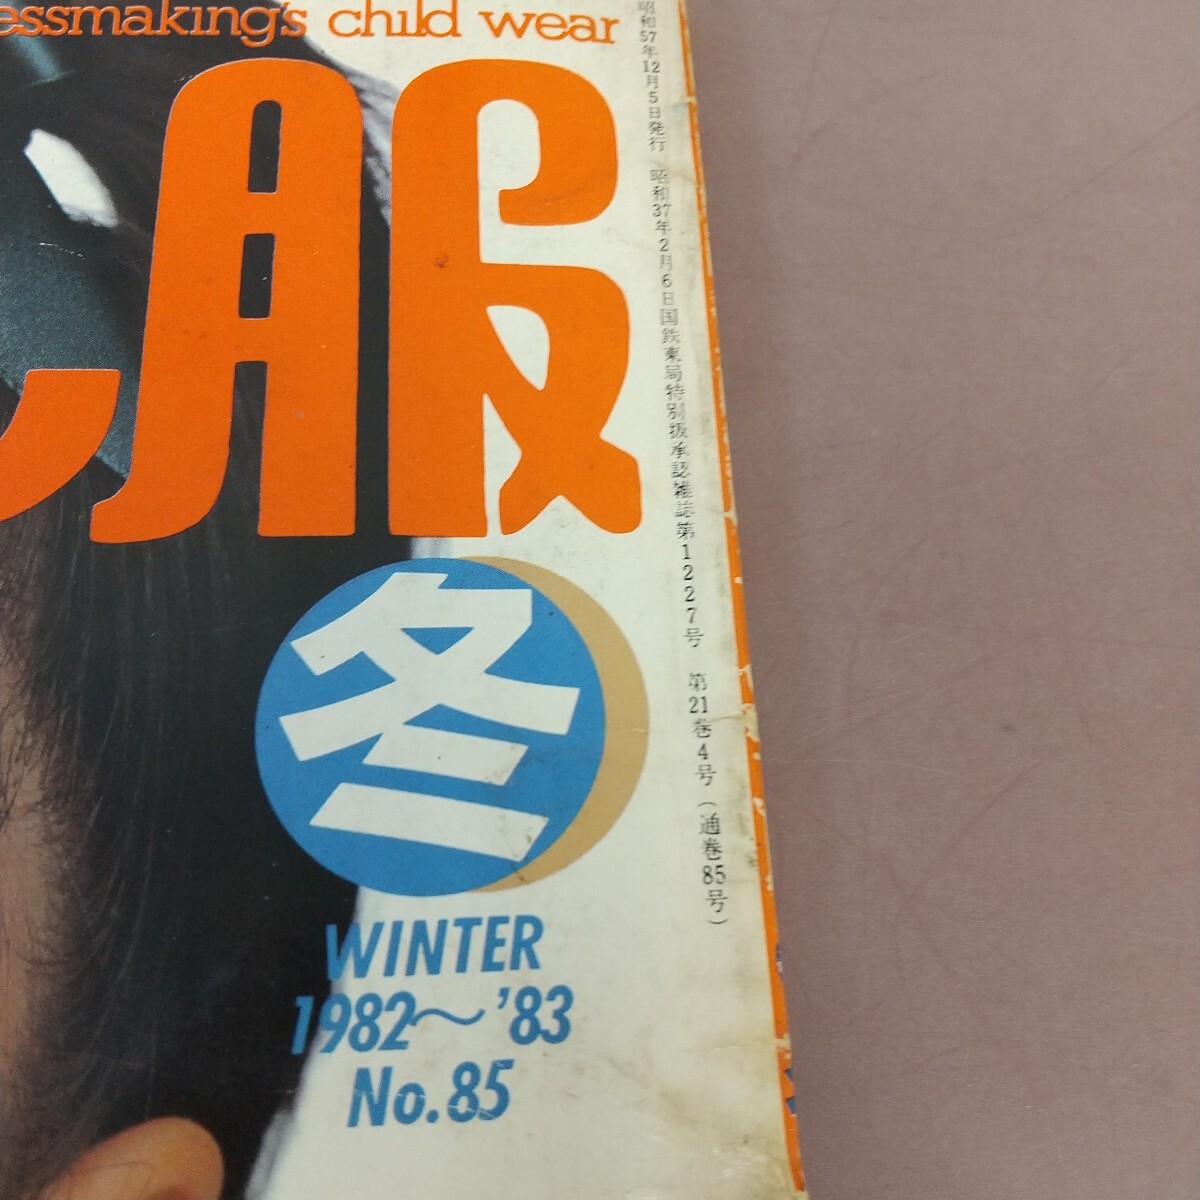 essmaking's child wear
服
冬
WINTER
1982〜'83
No.85
昭和57年12月5日発行 昭和37年2月6日国鉄東局特別扱承認雑誌第1227号 第21巻4号(通巻85号)